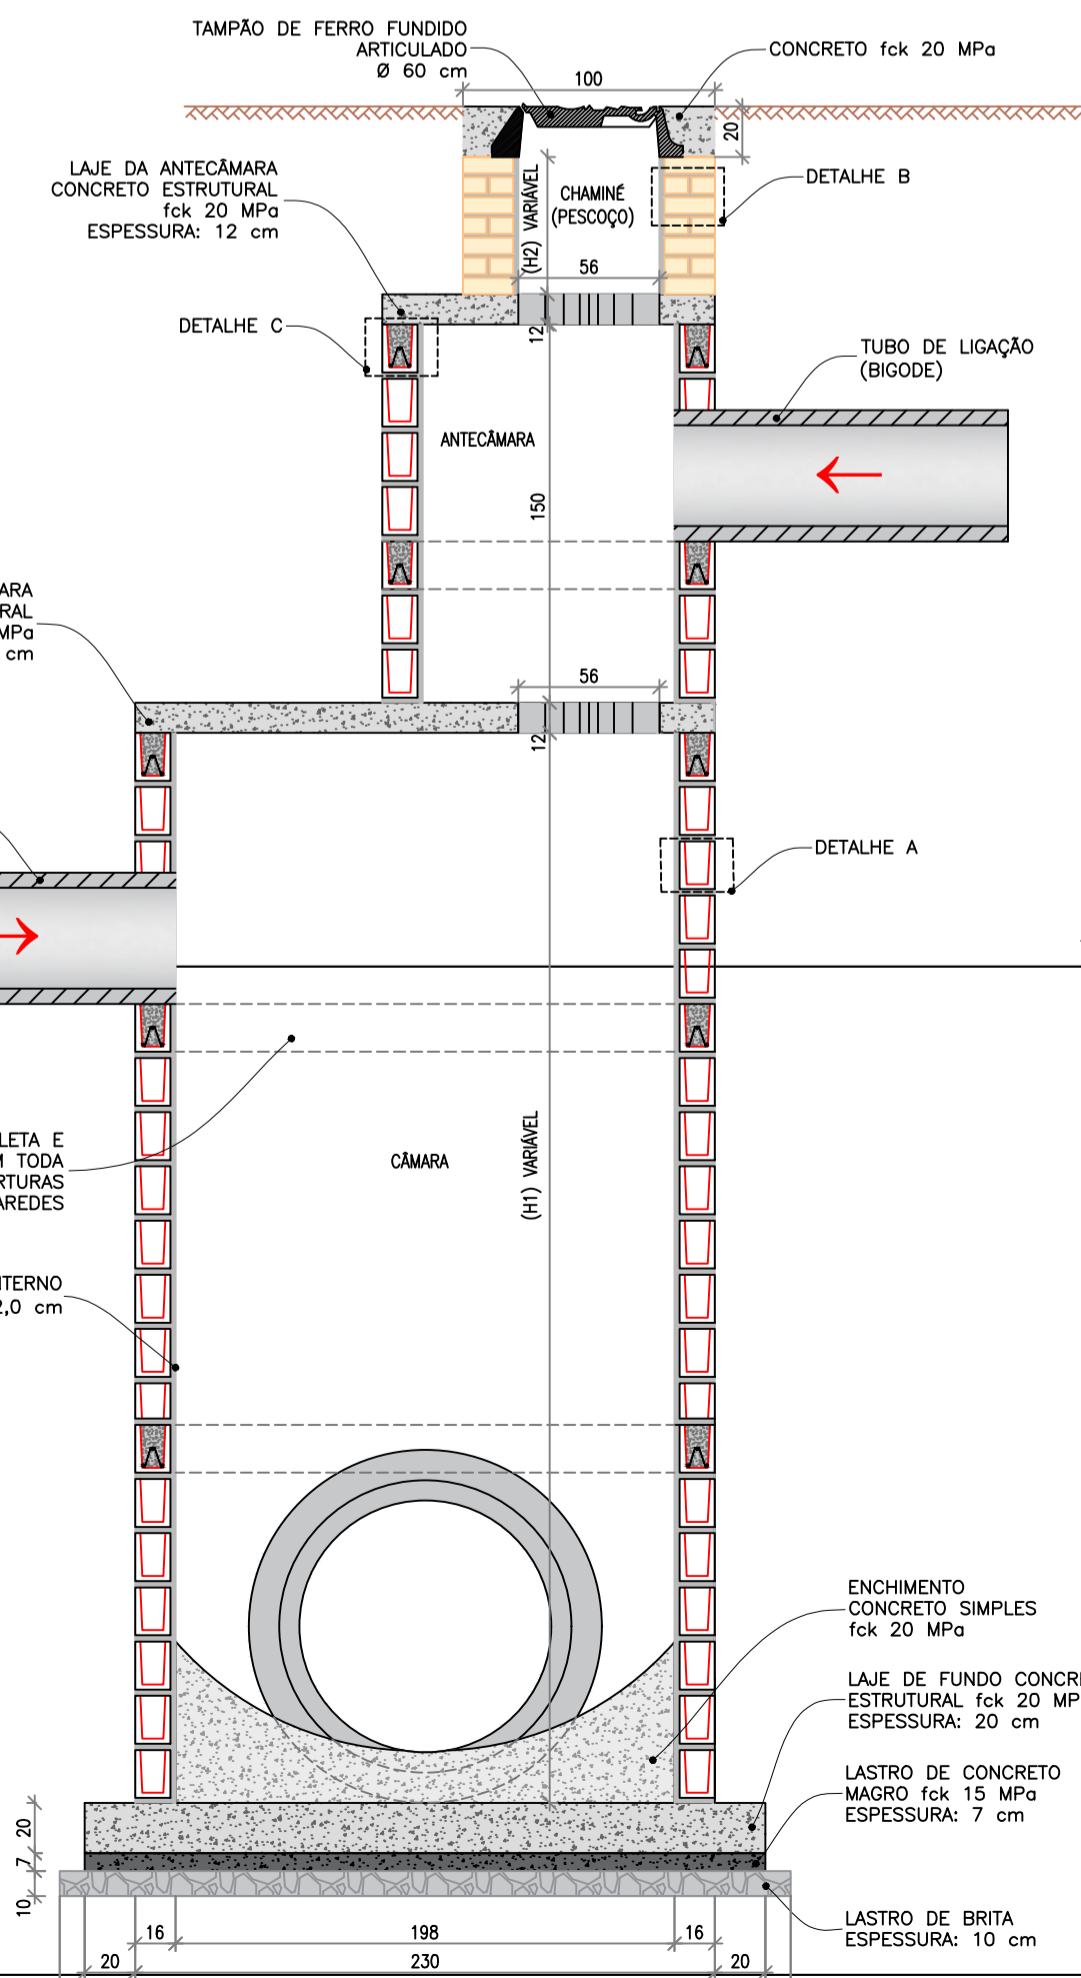 TAMPÃO DE FERRO FUNDIDO
ARTICULADO
Ø 60 cm
CONCRETO fck 20 MPa
100
20
LAJE DA ANTECÂMARA
CONCRETO ESTRUTURAL
fck 20 MPa
ESPESSURA: 12 cm
(H2) VARIÁVEL
CHAMINÉ
(PESCOÇO)
DETALHE B
56
DETALHE C
12
TUBO DE LIGAÇÃO
(BIGODE)
ANTECÂMARA
150
ARA
RAL
MPa
cm
56
12
DETALHE A
LETA E
M TODA
RTURAS
AREDES
CÂMARA
(H1) VARIÁVEL
NTERNO
2,0 cm
ENCHIMENTO
CONCRETO SIMPLES
fck 20 MPa
LAJE DE FUNDO CONCRE
ESTRUTURAL fck 20 MP
ESPESSURA: 20 cm
LASTRO DE CONCRETO
MAGRO fck 15 MPa
ESPESSURA: 7 cm
20
7
10
LASTRO DE BRITA
ESPESSURA: 10 cm
16
198
16
20
230
20